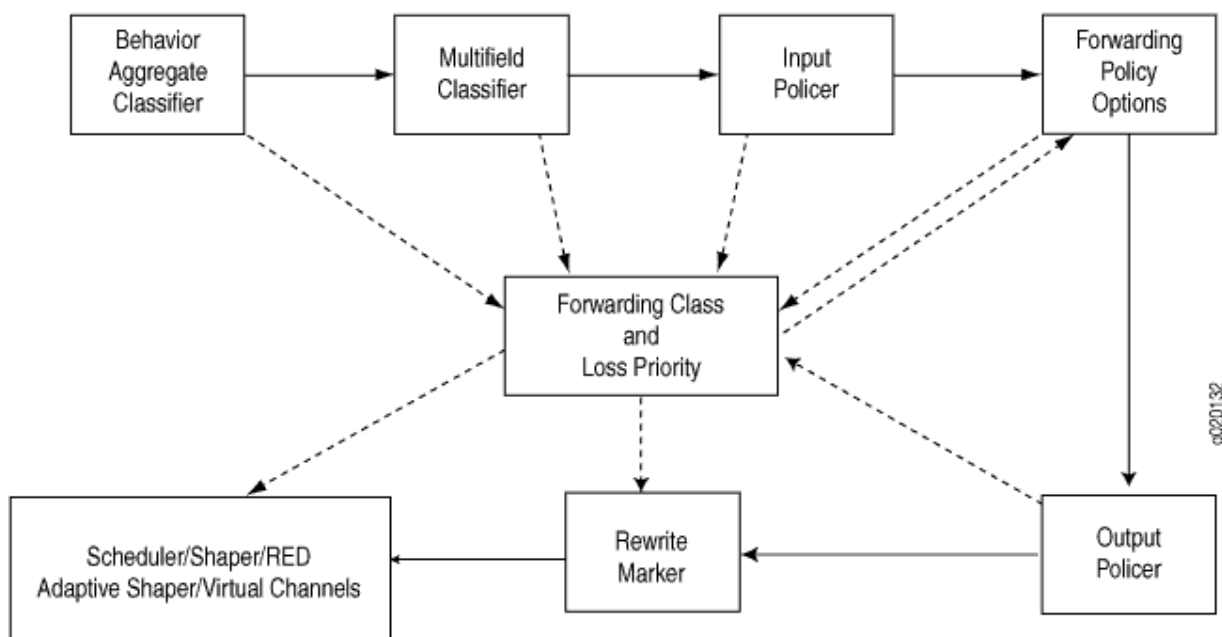 Behavior
Aggregate
Classifier
Multifield
Classifier
Input
Policer
Forwarding
Policy
Options
Forwarding Class
and
Loss Priority
Scheduler/Shaper/RED
Adaptive Shaper/Virtual Channels
Rewrite
Marker
Output
Policer
g020132